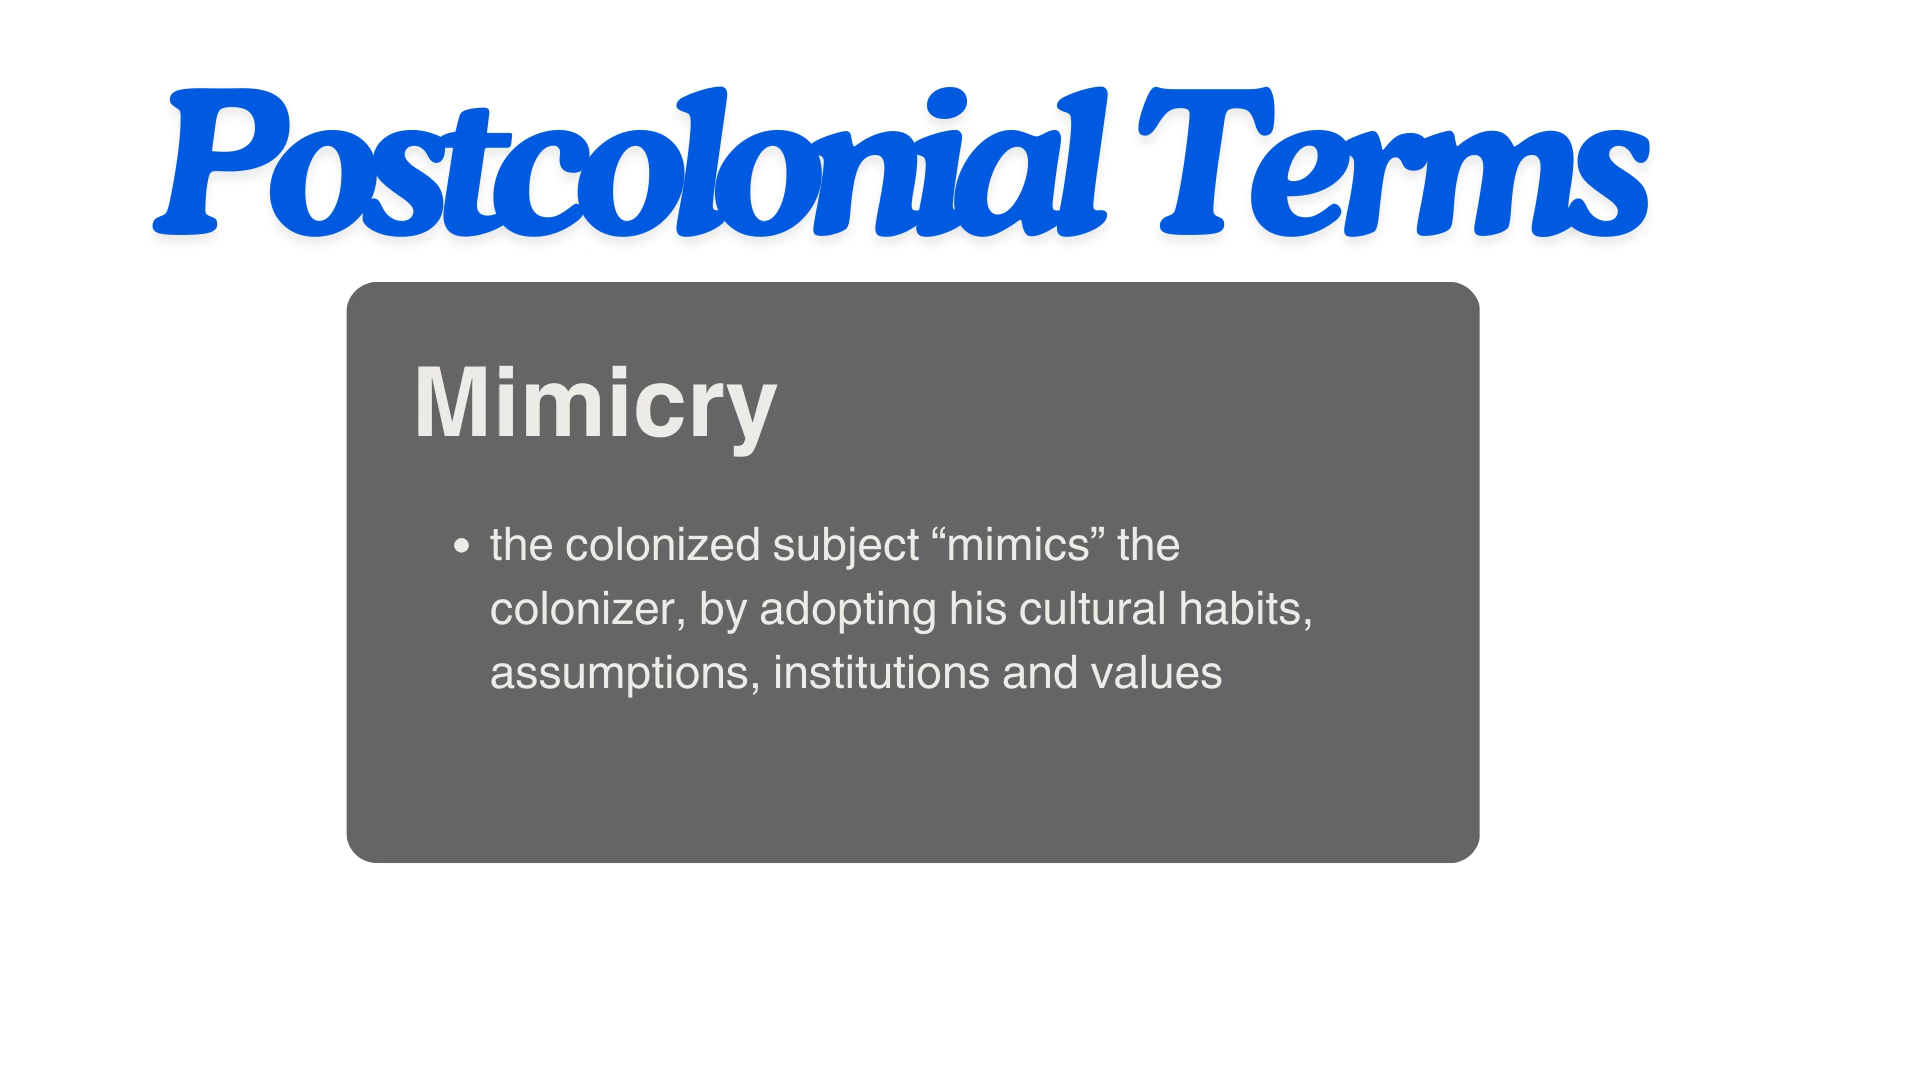 Postcolonial Terms
Mimicry
• the colonized subject “mimics” the
colonizer, by adopting his cultural habits,
assumptions, institutions and values